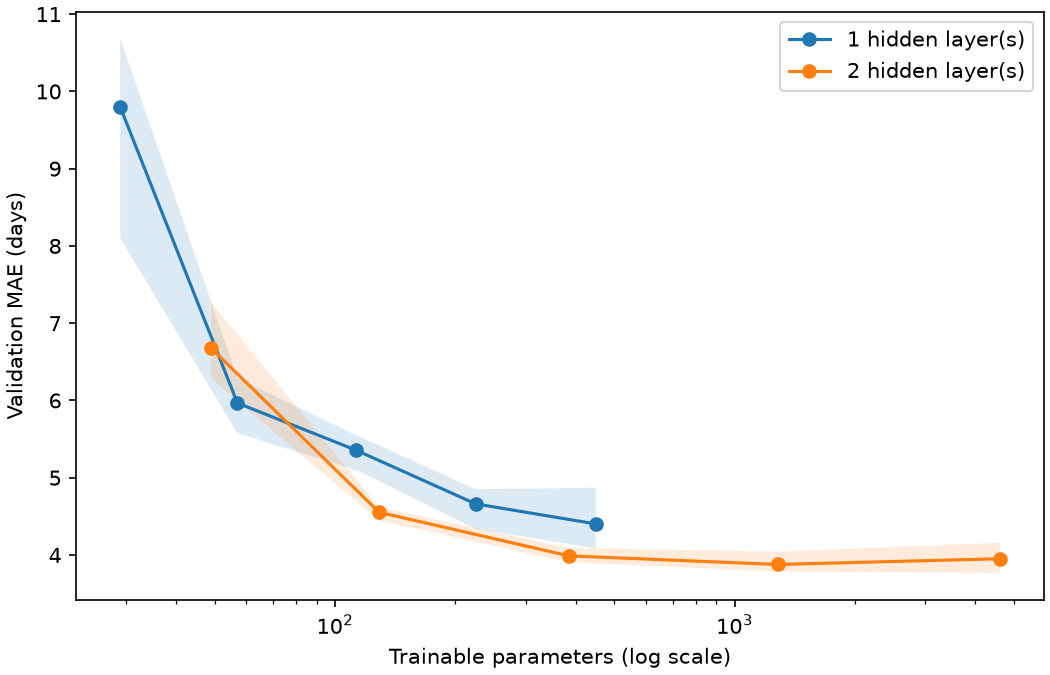 11
10
9
8
7
6
5
4
Validation MAE (days)
1 hidden layer(s)
2 hidden layer(s)
10²
10³
Trainable parameters (log scale)